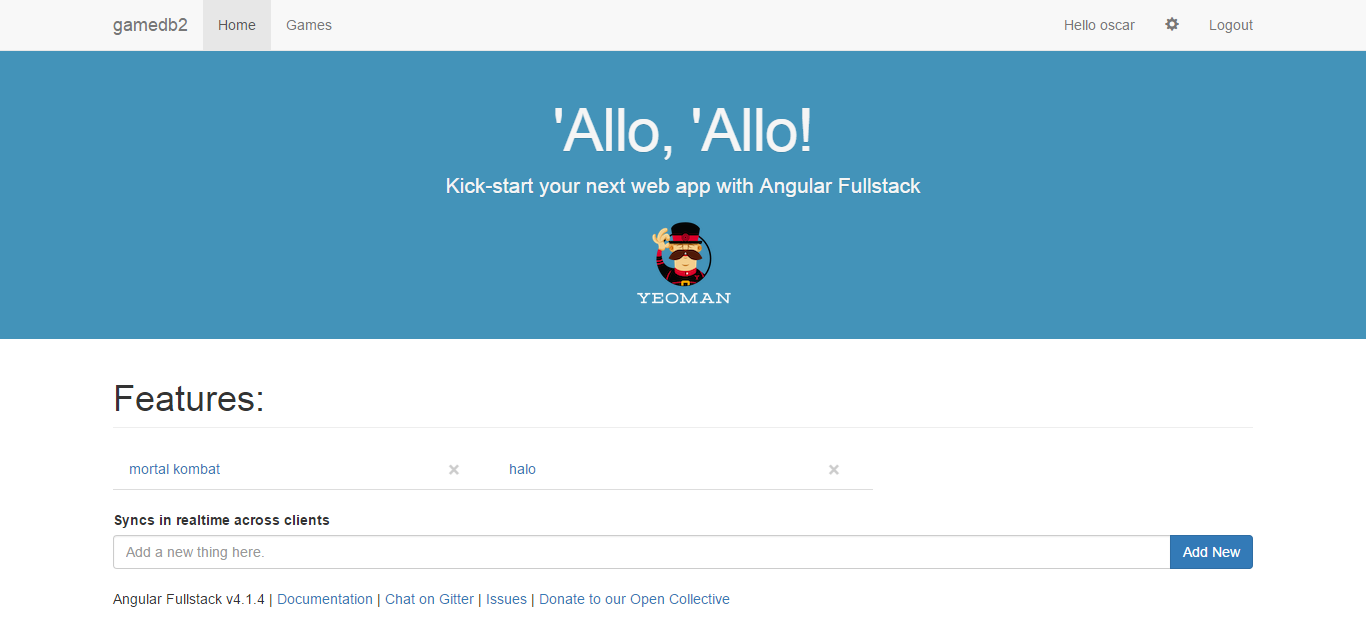 gamedb2 Home Games Hello oscar Logout
'Allo, 'Allo!
Kick-start your next web app with Angular Fullstack
YEOMAN
Features:
mortal kombat × halo ×
Syncs in realtime across clients
Add a new thing here. Add New
Angular Fullstack v4.1.4 | Documentation | Chat on Gitter | Issues | Donate to our Open Collective